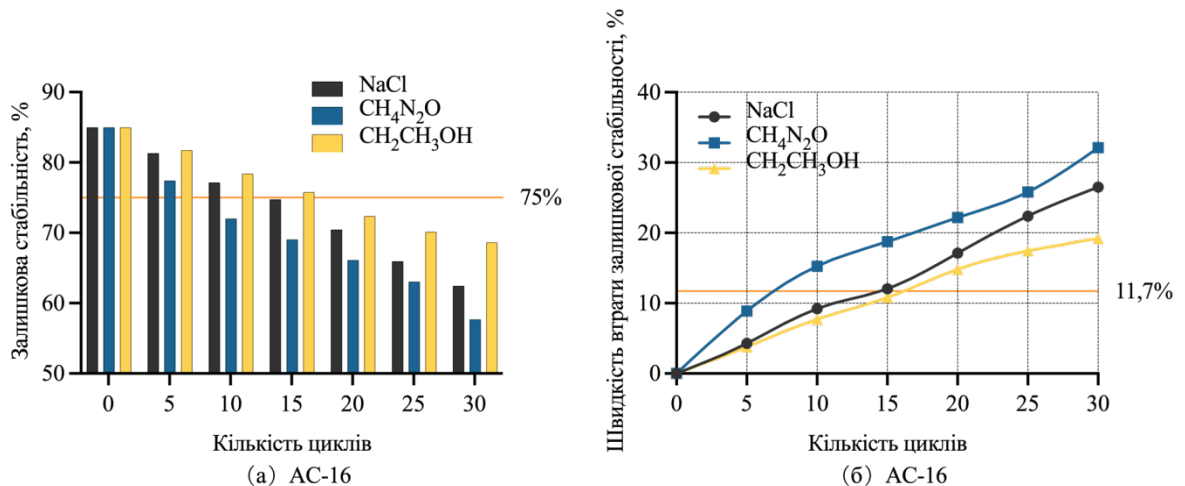 Залишкова стабільність, %
90
80
70
60
50
NaCl
CH₄N₂O
CH₂CH₃OH
75%
0 5 10 15 20 25 30
Кількість циклів
(а) АС-16
Швидкість втрати залишкової стабільності, %
40
30
20
10
0
NaCl
CH₄N₂O
CH₂CH₃OH
11,7%
0 5 10 15 20 25 30
Кількість циклів
(б) АС-16